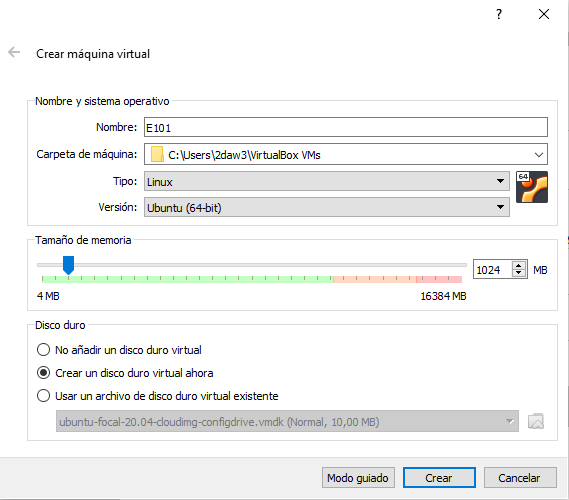 ?
Crear máquina virtual
Nombre y sistema operativo
Nombre: E101
Carpeta de máquina: C:\Users\2daw3\VirtualBox VMs
Tipo: Linux
64
Versión: Ubuntu (64-bit)
Tamaño de memoria
1024 MB
4 MB 16384 MB
Disco duro
No añadir un disco duro virtual
Crear un disco duro virtual ahora
Usar un archivo de disco duro virtual existente
ubuntu-focal-20.04-cloudimg-configdrive.vmdk (Normal, 10,00 MB)
Modo guiado Crear Cancelar